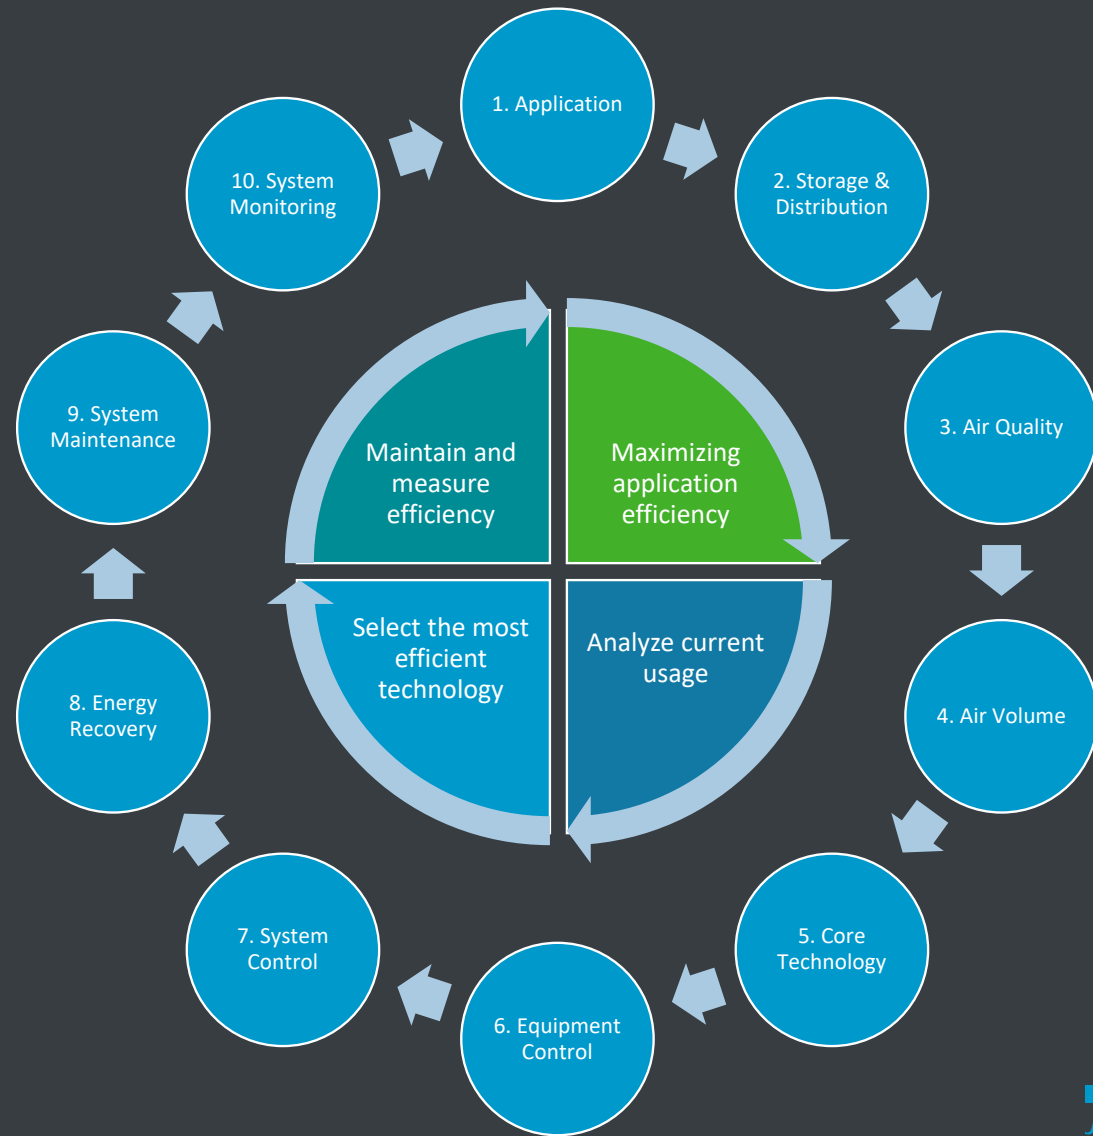 1. Application
2. Storage &
Distribution
3. Air Quality
4. Air Volume
5. Core
Technology
6. Equipment
Control
7. System
Control
8. Energy
Recovery
9. System
Maintenance
10. System
Monitoring
Maximizing
application
efficiency
Analyze current
usage
Select the most
efficient
technology
Maintain and
measure
efficiency